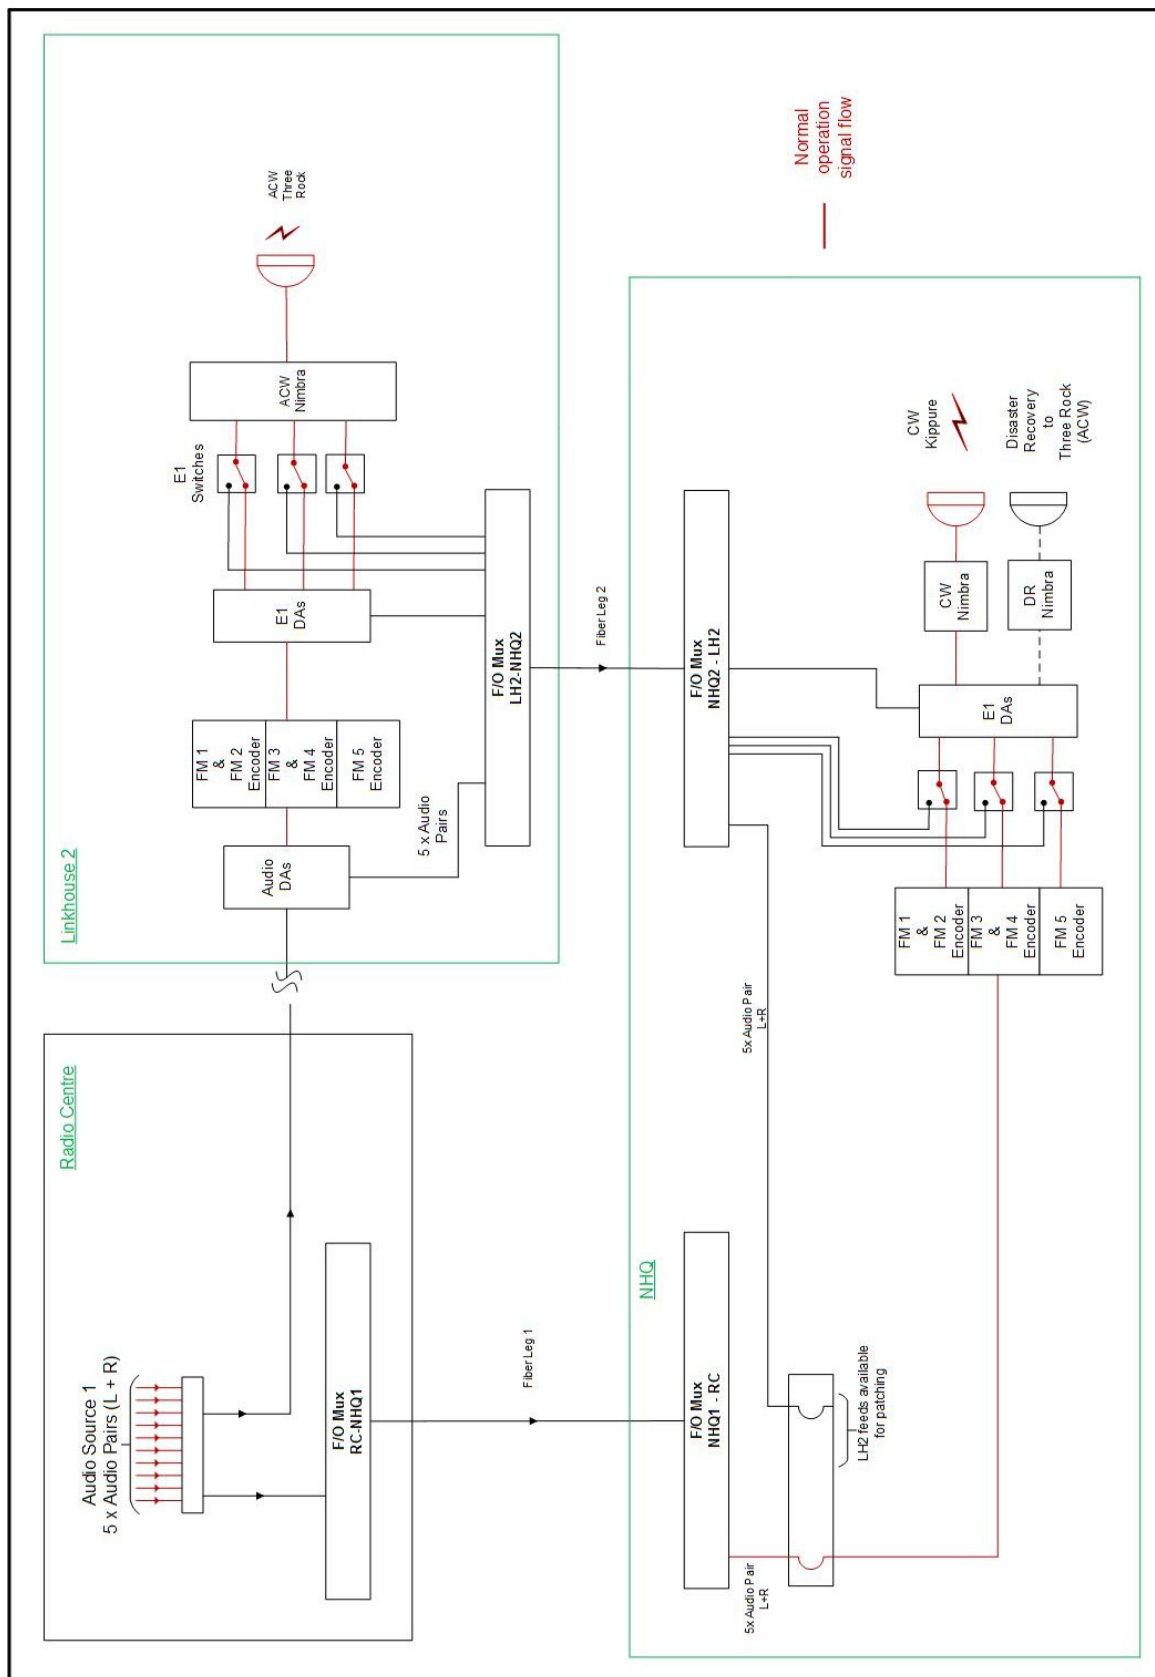 Radio Centre
Audio Source 1
5 x Audio Pairs (L + R)
F/O Mux
RC-NHQ1
Fiber Leg 1
Linkhouse 2
Audio
DAs
5 x Audio
Pairs
FM 1
&
FM 2
Encoder
FM 3
&
FM 4
Encoder
FM 5
Encoder
E1
DAs
E1
Switches
ACW
Nimbra
ACW
Three
Rock
F/O Mux
LH2-NHQ2
Fiber Leg 2
NHQ
F/O Mux
NHQ1 - RC
5x Audio Pair
L+R
LH2 feeds available
for patching
F/O Mux
NHQ2 - LH2
5x Audio Pair
L+R
FM 1
&
FM 2
Encoder
FM 3
&
FM 4
Encoder
FM 5
Encoder
E1
DAs
CW
Nimbra
DR
Nimbra
CW
Kippure
Disaster
Recovery
to
Three Rock
(ACW)
Normal
operation
signal flow